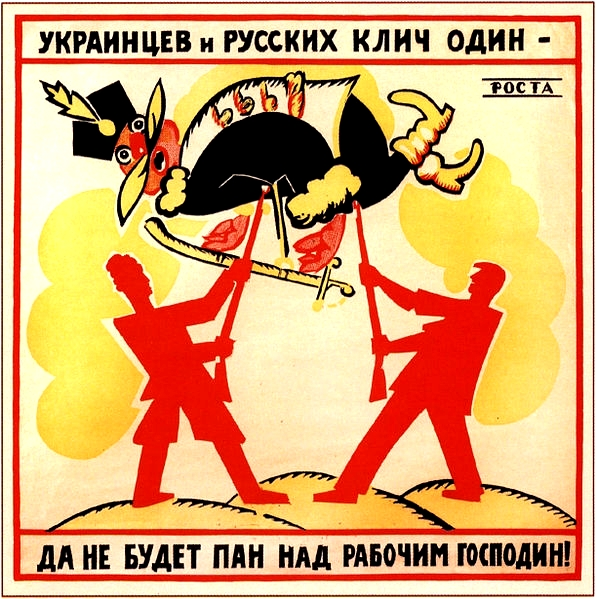 УКРАИНЦЕВ и РУССКИХ КЛИЧ ОДИН –
РОСТА
ДА НЕ БУДЕТ ПАН НАД РАБОЧИМ ГОСПОДИН!